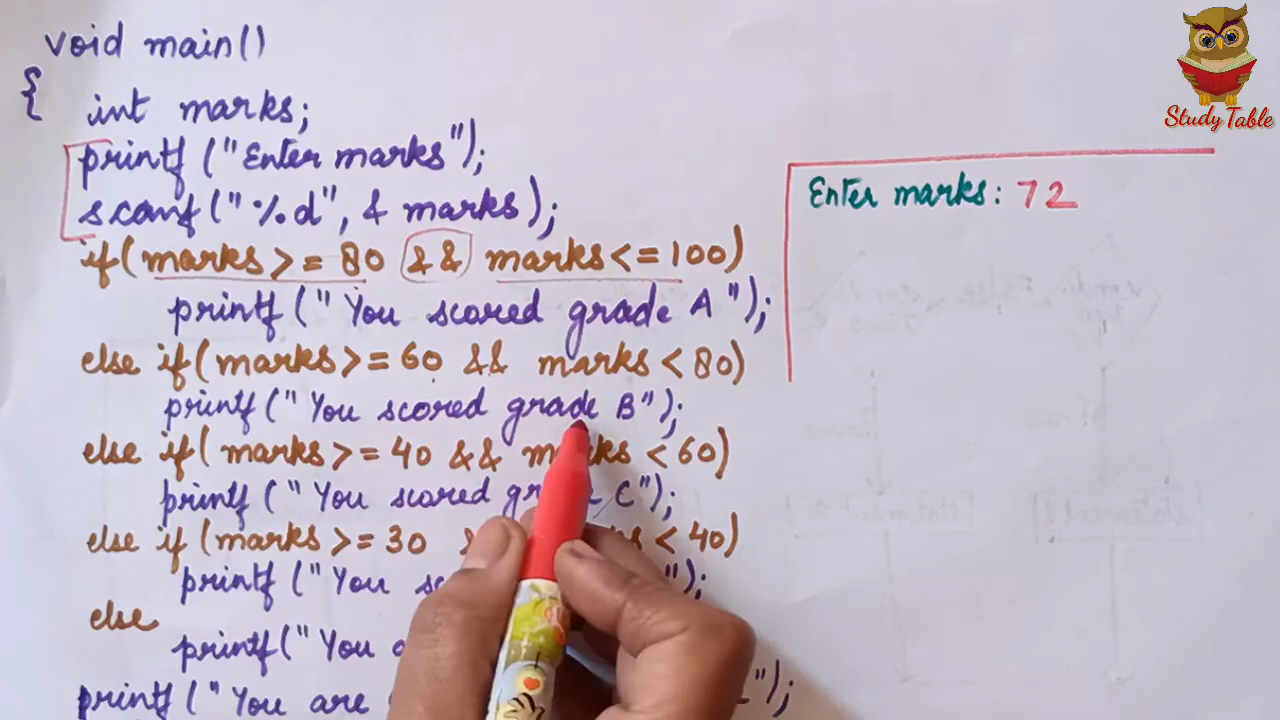 void main()
{ int marks;
printf ("Enter marks");
scanf ("%d", & marks);
if(marks>=80 && marks<=100)
printf ("You scored grade A");
else if(marks>=60 && marks<80)
printf ("You scored grade B");
else if(marks>=40 && marks<60)
printf ("You scored C");
else if(marks>=30 <40)
printf ("You ");
else
printf("You
printf ("You are ");
Study Table
Enter marks: 72